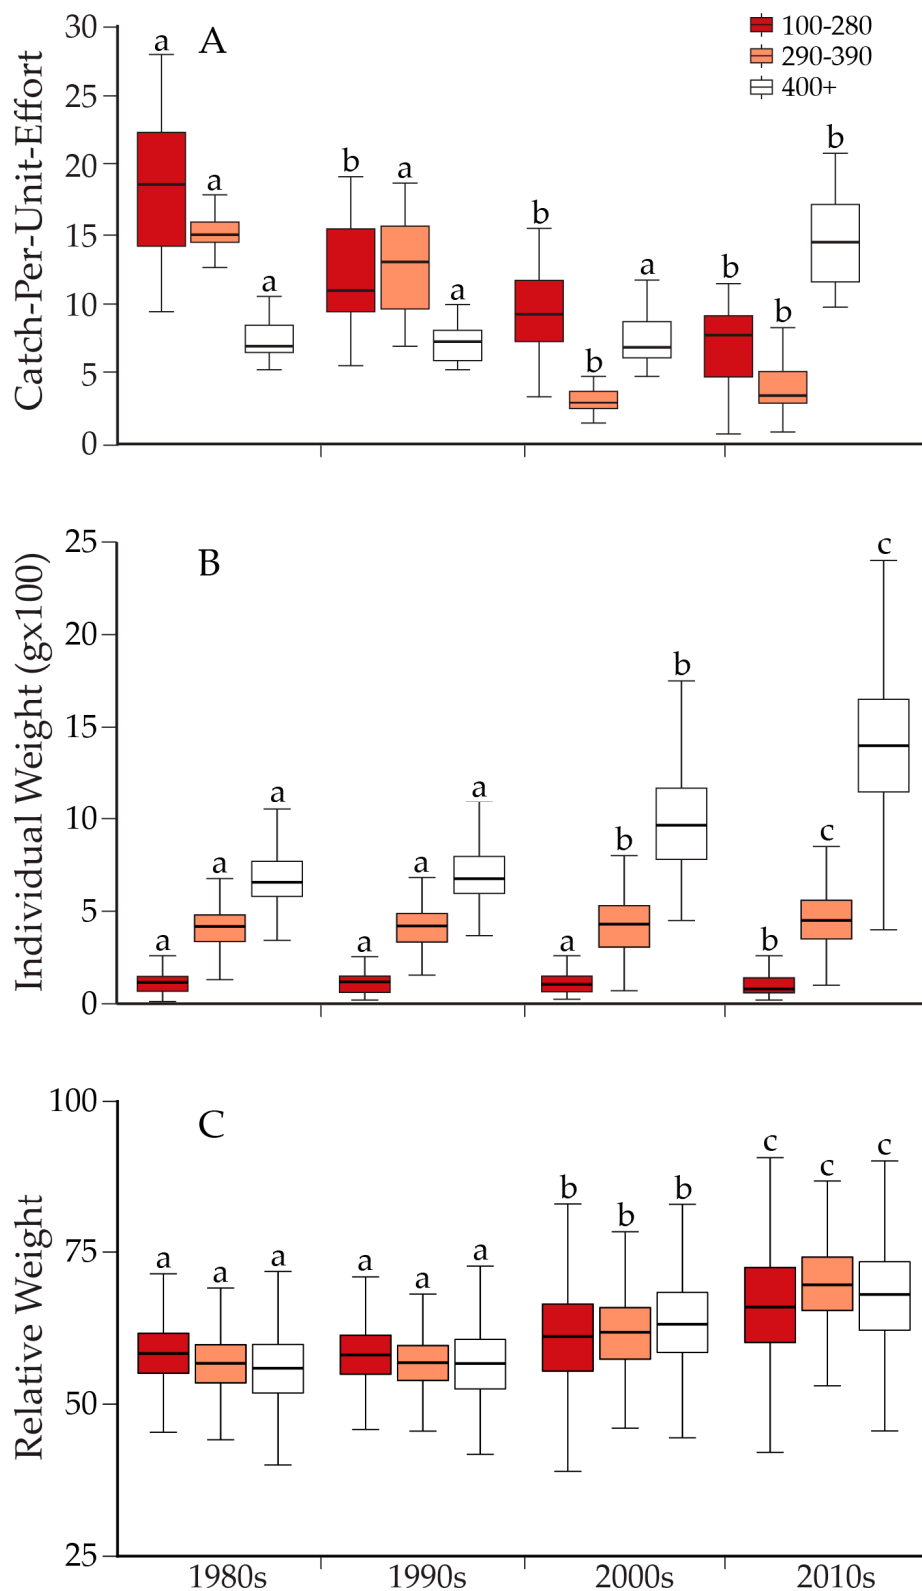 30
a
A
100-280
290-390
400+
Catch-Per-Unit-Effort
25
20
15
10
5
0
a
a
b
a
a
b
b
a
b
b
b
25
B
c
Individual Weight (gx100)
20
15
10
5
0
a
a
a
a
a
a
a
b
b
b
c
100
C
Relative Weight
75
50
25
a
a
a
a
a
a
b
b
b
c
c
c
1980s
1990s
2000s
2010s